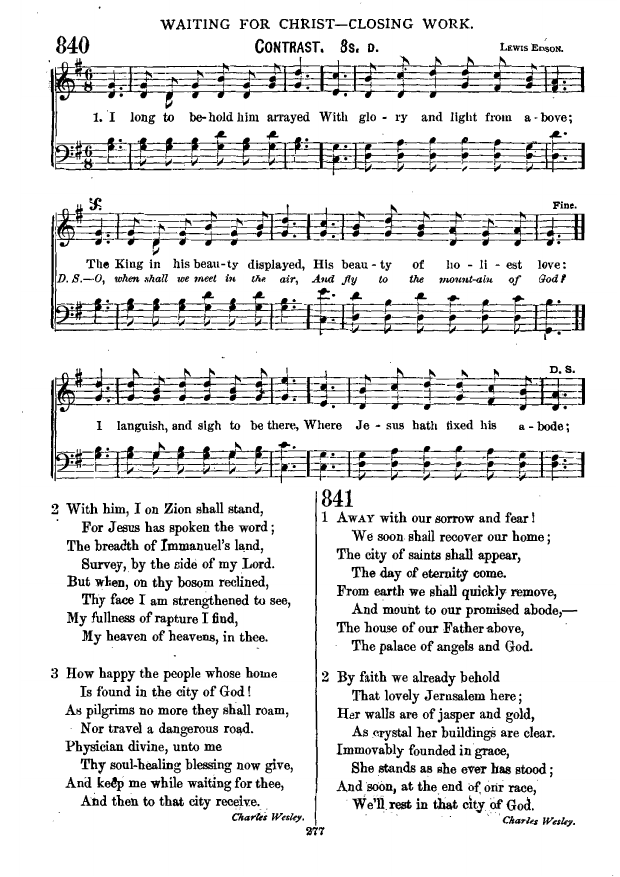 WAITING FOR CHRIST—CLOSING WORK.
840 CONTRAST. 8s. D. LEWIS EDSON.
1. I long to be-hold him arrayed With glo - ry and light from a-bove;
Fine.
The King in his beau-ty displayed, His beau-ty of ho-li-est love:
D. S.—O, when shall we meet in the air, And fly to the mount-ain of God?
D. S.
I languish, and sigh to be there, Where Je - sus hath fixed his a-bode;
2 With him, I on Zion shall stand,
For Jesus has spoken the word;
The breadth of Immanuel's land,
Survey, by the side of my Lord.
But when, on thy bosom reclined,
Thy face I am strengthened to see,
My fullness of rapture I find,
My heaven of heavens, in thee.
3 How happy the people whose home
Is found in the city of God!
As pilgrims no more they shall roam,
Nor travel a dangerous road.
Physician divine, unto me
Thy soul-healing blessing now give,
And keep me while waiting for thee,
And then to that city receive.
Charles Wesley.
841
1 AWAY with our sorrow and fear!
We soon shall recover our home;
The city of saints shall appear,
The day of eternity come.
From earth we shall quickly remove,
And mount to our promised abode,—
The house of our Father above,
The palace of angels and God.
2 By faith we already behold
That lovely Jerusalem here;
Her walls are of jasper and gold,
As crystal her buildings are clear.
Immovably founded in grace,
She stands as she ever has stood;
And soon, at the end of our race,
We'll rest in that city of God.
Charles Wesley.
277